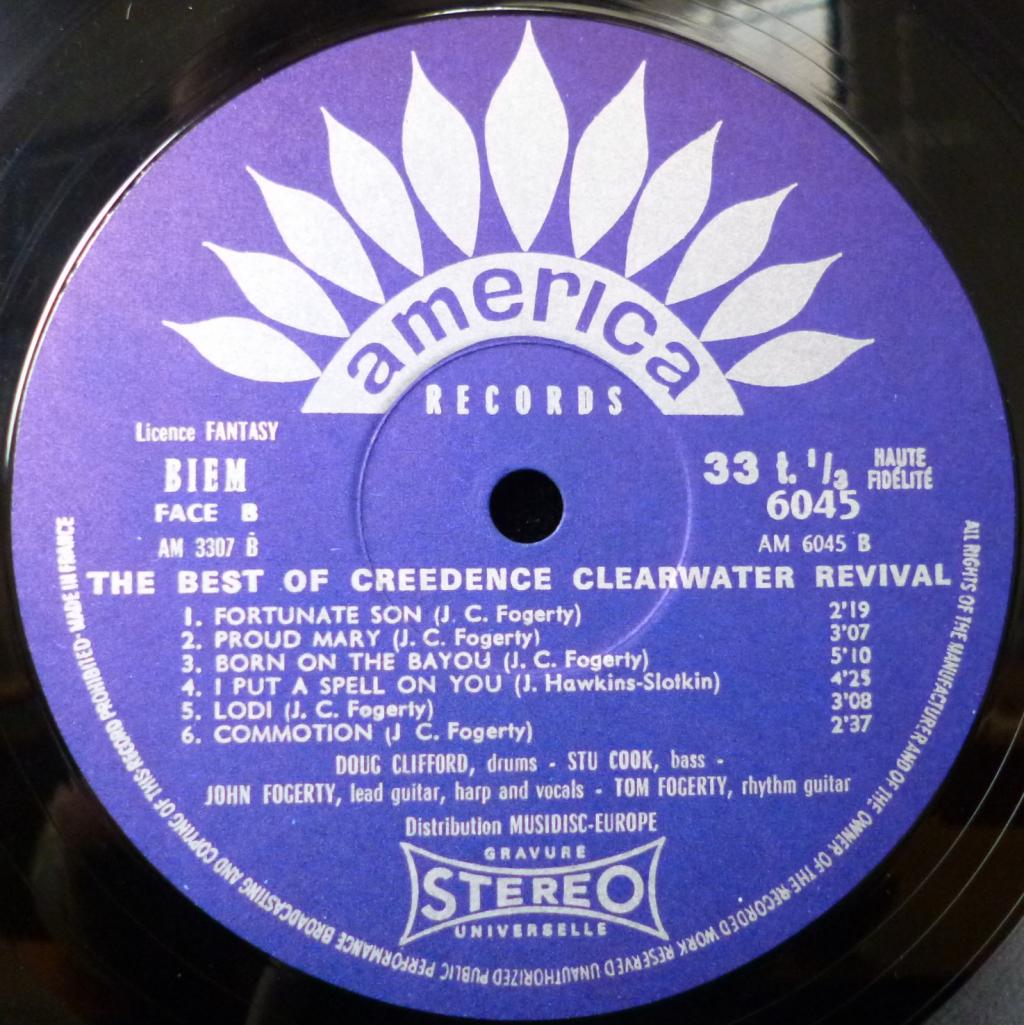 america
RECORDS
Licence FANTASY
BIEM
FACE B
AM 3307 B
33 t. 1/3
HAUTE
FIDÉLITÉ
6045
AM 6045 B
THE BEST OF CREEDENCE CLEARWATER REVIVAL
1. FORTUNATE SON (J. C. Fogerty) 2'19
2. PROUD MARY (J. C. Fogerty) 3'07
3. BORN ON THE BAYOU (J. C. Fogerty) 5'10
4. I PUT A SPELL ON YOU (J. Hawkins-Slotkin) 4'25
5. LODI (J. C. Fogerty) 3'08
6. COMMOTION (J C. Fogerty) 2'37
DOUG CLIFFORD, drums - STU COOK, bass -
JOHN FOGERTY, lead guitar, harp and vocals - TOM FOGERTY, rhythm guitar
Distribution MUSIDISC-EUROPE
GRAVURE
STEREO
UNIVERSELLE
ALL RIGHTS OF THE MANUFACTURER AND OF THE OWNER OF THE RECORDED WORK RESERVED UNAUTHORIZED PUBLIC PERFORMANCE BROADCASTING AND COPYING OF THIS RECORD PROHIBITED - MADE IN FRANCE